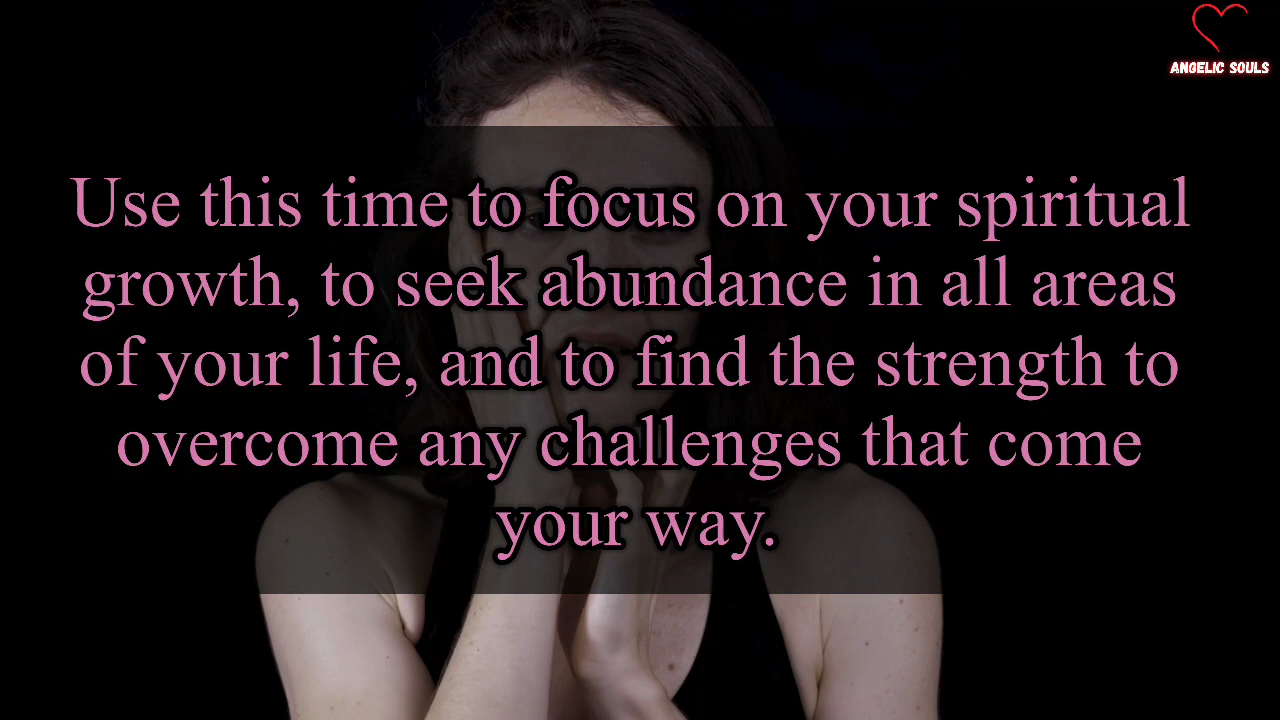 ANGELIC SOULS
Use this time to focus on your spiritual
growth, to seek abundance in all areas
of your life, and to find the strength to
overcome any challenges that come
your way.